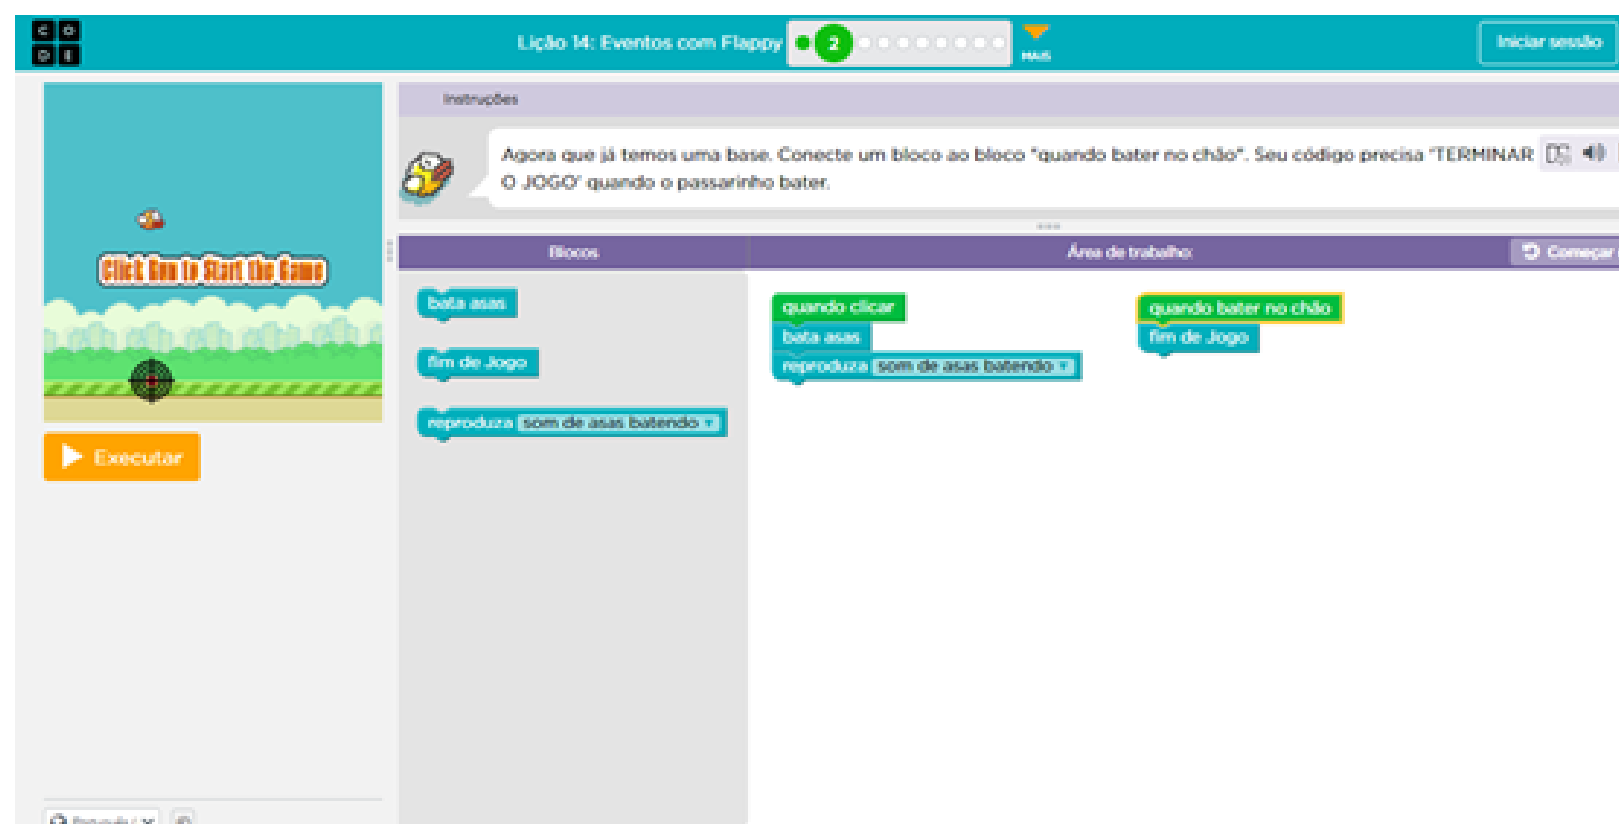 C O
D E
Lição 14: Eventos com Flappy
2
MAIS
Iniciar sessão
Click Run to Start the Game
Executar
Instruções
Agora que já temos uma base. Conecte um bloco ao bloco "quando bater no chão". Seu código precisa "TERMINAR
O JOGO" quando o passarinho bater.
Blocos
Área de trabalho:
Começar
bata asas
fim de Jogo
reproduza som de asas batendo
quando clicar
bata asas
reproduza som de asas batendo
quando bater no chão
fim de Jogo